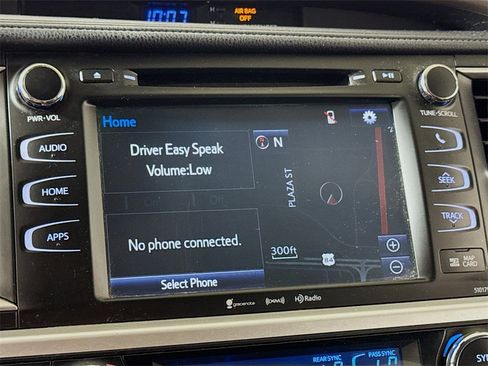 10:07
AIR BAG
OFF
PWR•VOL
TUNE•SCROLL
Home
Driver Easy Speak
Volume:Low
N
PLAZA ST
AUDIO
HOME
SEEK
APPS
TRACK
No phone connected.
300ft
84
Select Phone
MAP
CARD
gracenote
HD Radio
REAR SYNC
PASS SYNC